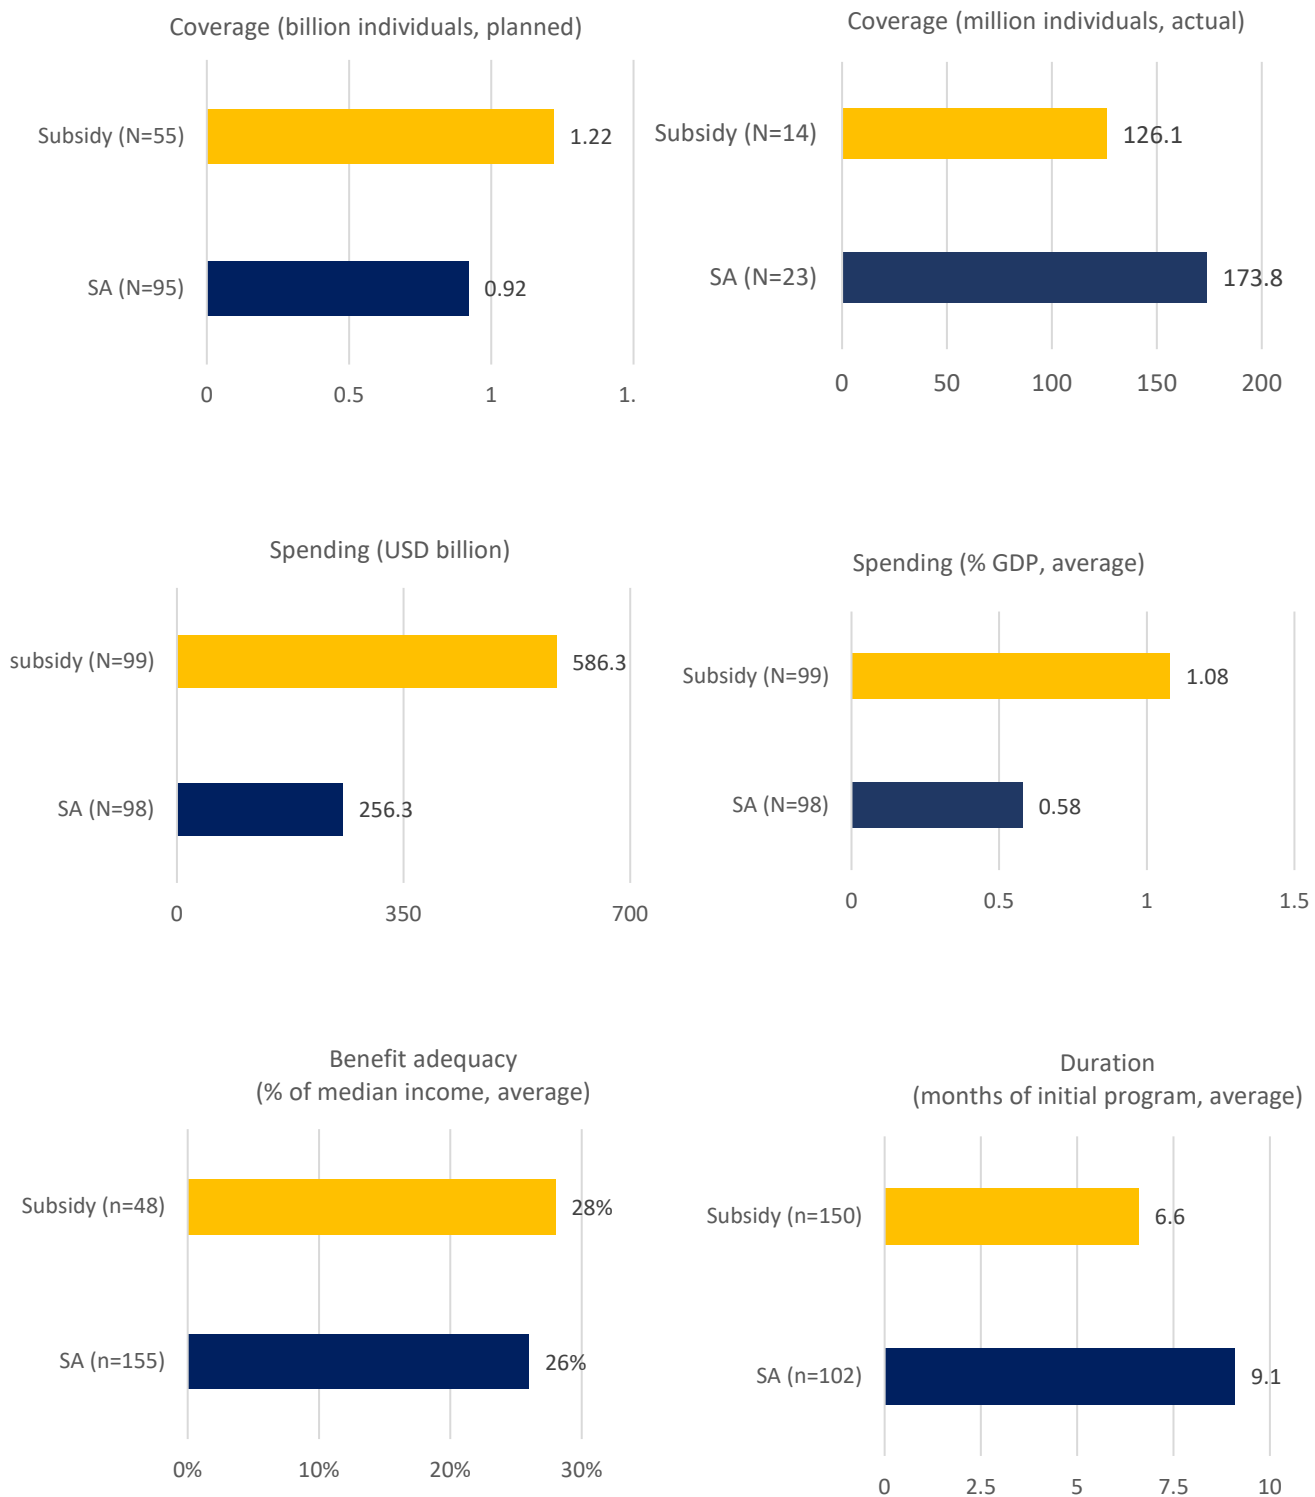 Coverage (billion individuals, planned)
Subsidy (N=55)
1.22
SA (N=95)
0.92
0 0.5 1 1.
Coverage (million individuals, actual)
Subsidy (N=14)
126.1
SA (N=23)
173.8
0 50 100 150 200
Spending (USD billion)
subsidy (N=99)
586.3
SA (N=98)
256.3
0 350 700
Spending (% GDP, average)
Subsidy (N=99)
1.08
SA (N=98)
0.58
0 0.5 1 1.5
Benefit adequacy
(% of median income, average)
Subsidy (n=48)
28%
SA (n=155)
26%
0% 10% 20% 30%
Duration
(months of initial program, average)
Subsidy (n=150)
6.6
SA (n=102)
9.1
0 2.5 5 7.5 10